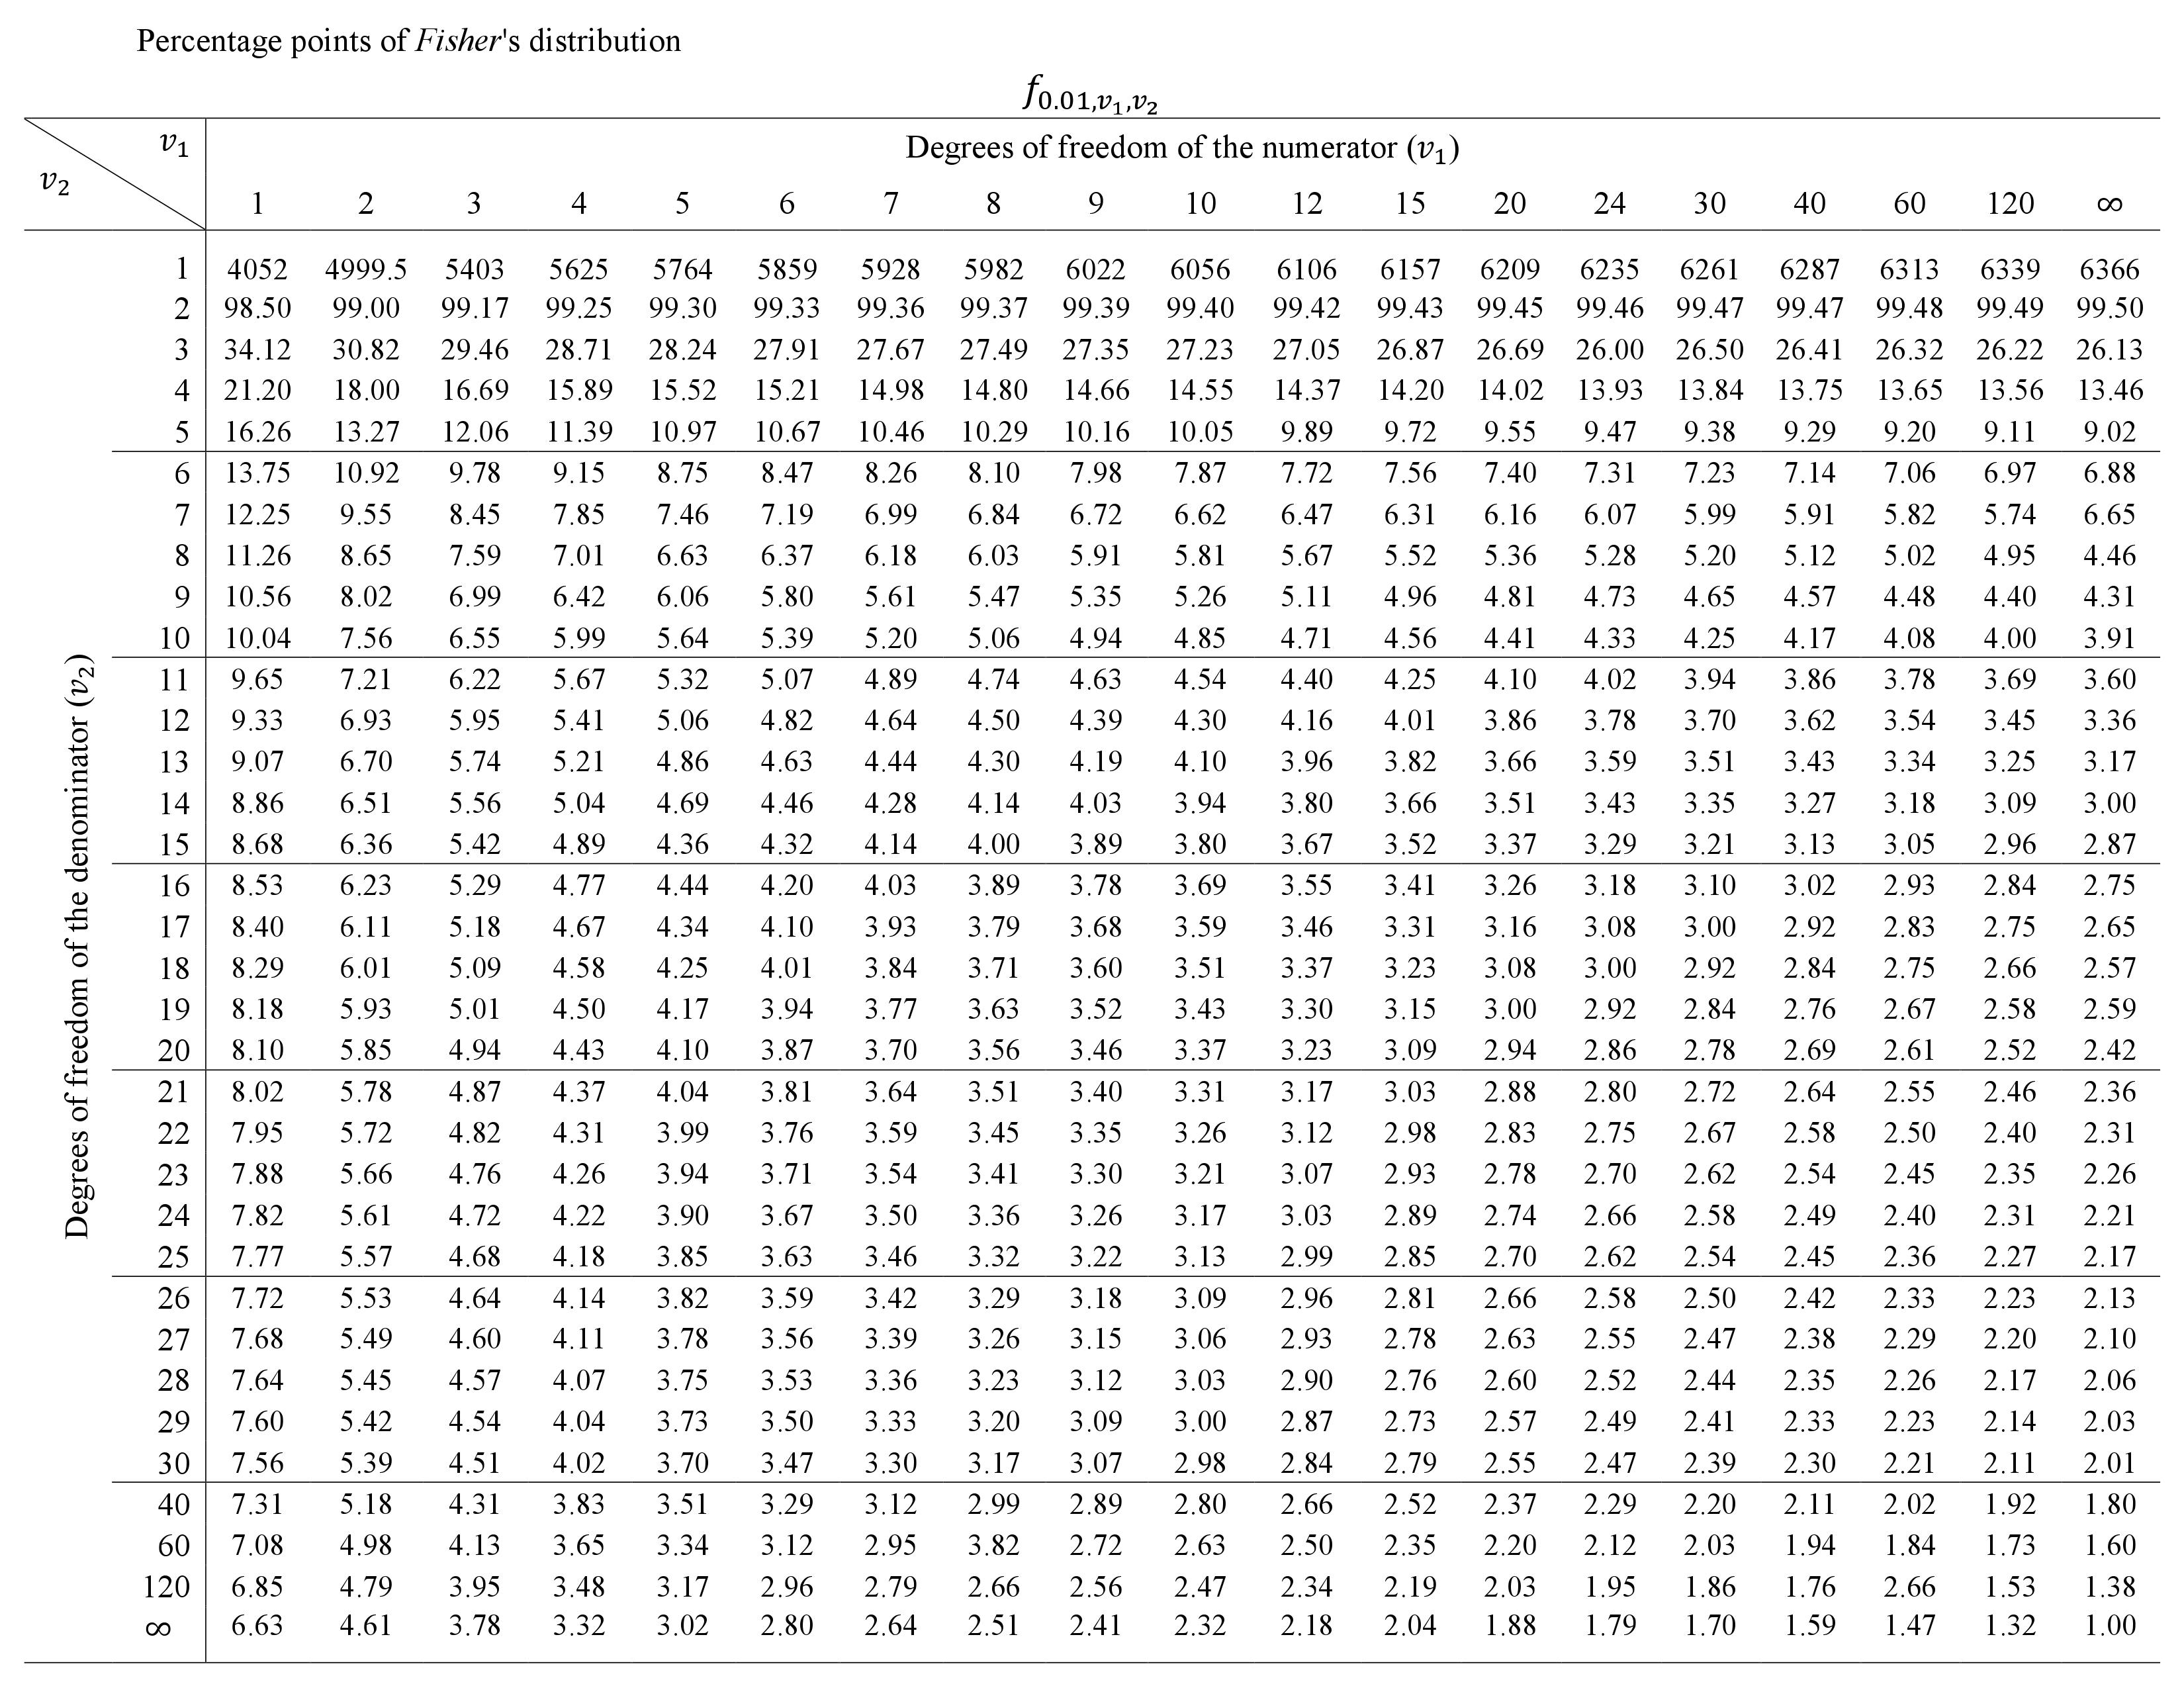 Percentage points of Fisher's distribution
f0.01,v1,v2
v1
Degrees of freedom of the numerator (v1)
v2
1 2 3 4 5 6 7 8 9 10 12 15 20 24 30 40 60 120 ∞
Degrees of freedom of the denominator (v2)
1 4052 4999.5 5403 5625 5764 5859 5928 5982 6022 6056 6106 6157 6209 6235 6261 6287 6313 6339 6366
2 98.50 99.00 99.17 99.25 99.30 99.33 99.36 99.37 99.39 99.40 99.42 99.43 99.45 99.46 99.47 99.47 99.48 99.49 99.50
3 34.12 30.82 29.46 28.71 28.24 27.91 27.67 27.49 27.35 27.23 27.05 26.87 26.69 26.00 26.50 26.41 26.32 26.22 26.13
4 21.20 18.00 16.69 15.89 15.52 15.21 14.98 14.80 14.66 14.55 14.37 14.20 14.02 13.93 13.84 13.75 13.65 13.56 13.46
5 16.26 13.27 12.06 11.39 10.97 10.67 10.46 10.29 10.16 10.05 9.89 9.72 9.55 9.47 9.38 9.29 9.20 9.11 9.02
6 13.75 10.92 9.78 9.15 8.75 8.47 8.26 8.10 7.98 7.87 7.72 7.56 7.40 7.31 7.23 7.14 7.06 6.97 6.88
7 12.25 9.55 8.45 7.85 7.46 7.19 6.99 6.84 6.72 6.62 6.47 6.31 6.16 6.07 5.99 5.91 5.82 5.74 6.65
8 11.26 8.65 7.59 7.01 6.63 6.37 6.18 6.03 5.91 5.81 5.67 5.52 5.36 5.28 5.20 5.12 5.02 4.95 4.46
9 10.56 8.02 6.99 6.42 6.06 5.80 5.61 5.47 5.35 5.26 5.11 4.96 4.81 4.73 4.65 4.57 4.48 4.40 4.31
10 10.04 7.56 6.55 5.99 5.64 5.39 5.20 5.06 4.94 4.85 4.71 4.56 4.41 4.33 4.25 4.17 4.08 4.00 3.91
11 9.65 7.21 6.22 5.67 5.32 5.07 4.89 4.74 4.63 4.54 4.40 4.25 4.10 4.02 3.94 3.86 3.78 3.69 3.60
12 9.33 6.93 5.95 5.41 5.06 4.82 4.64 4.50 4.39 4.30 4.16 4.01 3.86 3.78 3.70 3.62 3.54 3.45 3.36
13 9.07 6.70 5.74 5.21 4.86 4.63 4.44 4.30 4.19 4.10 3.96 3.82 3.66 3.59 3.51 3.43 3.34 3.25 3.17
14 8.86 6.51 5.56 5.04 4.69 4.46 4.28 4.14 4.03 3.94 3.80 3.66 3.51 3.43 3.35 3.27 3.18 3.09 3.00
15 8.68 6.36 5.42 4.89 4.36 4.32 4.14 4.00 3.89 3.80 3.67 3.52 3.37 3.29 3.21 3.13 3.05 2.96 2.87
16 8.53 6.23 5.29 4.77 4.44 4.20 4.03 3.89 3.78 3.69 3.55 3.41 3.26 3.18 3.10 3.02 2.93 2.84 2.75
17 8.40 6.11 5.18 4.67 4.34 4.10 3.93 3.79 3.68 3.59 3.46 3.31 3.16 3.08 3.00 2.92 2.83 2.75 2.65
18 8.29 6.01 5.09 4.58 4.25 4.01 3.84 3.71 3.60 3.51 3.37 3.23 3.08 3.00 2.92 2.84 2.75 2.66 2.57
19 8.18 5.93 5.01 4.50 4.17 3.94 3.77 3.63 3.52 3.43 3.30 3.15 3.00 2.92 2.84 2.76 2.67 2.58 2.59
20 8.10 5.85 4.94 4.43 4.10 3.87 3.70 3.56 3.46 3.37 3.23 3.09 2.94 2.86 2.78 2.69 2.61 2.52 2.42
21 8.02 5.78 4.87 4.37 4.04 3.81 3.64 3.51 3.40 3.31 3.17 3.03 2.88 2.80 2.72 2.64 2.55 2.46 2.36
22 7.95 5.72 4.82 4.31 3.99 3.76 3.59 3.45 3.35 3.26 3.12 2.98 2.83 2.75 2.67 2.58 2.50 2.40 2.31
23 7.88 5.66 4.76 4.26 3.94 3.71 3.54 3.41 3.30 3.21 3.07 2.93 2.78 2.70 2.62 2.54 2.45 2.35 2.26
24 7.82 5.61 4.72 4.22 3.90 3.67 3.50 3.36 3.26 3.17 3.03 2.89 2.74 2.66 2.58 2.49 2.40 2.31 2.21
25 7.77 5.57 4.68 4.18 3.85 3.63 3.46 3.32 3.22 3.13 2.99 2.85 2.70 2.62 2.54 2.45 2.36 2.27 2.17
26 7.72 5.53 4.64 4.14 3.82 3.59 3.42 3.29 3.18 3.09 2.96 2.81 2.66 2.58 2.50 2.42 2.33 2.23 2.13
27 7.68 5.49 4.60 4.11 3.78 3.56 3.39 3.26 3.15 3.06 2.93 2.78 2.63 2.55 2.47 2.38 2.29 2.20 2.10
28 7.64 5.45 4.57 4.07 3.75 3.53 3.36 3.23 3.12 3.03 2.90 2.76 2.60 2.52 2.44 2.35 2.26 2.17 2.06
29 7.60 5.42 4.54 4.04 3.73 3.50 3.33 3.20 3.09 3.00 2.87 2.73 2.57 2.49 2.41 2.33 2.23 2.14 2.03
30 7.56 5.39 4.51 4.02 3.70 3.47 3.30 3.17 3.07 2.98 2.84 2.79 2.55 2.47 2.39 2.30 2.21 2.11 2.01
40 7.31 5.18 4.31 3.83 3.51 3.29 3.12 2.99 2.89 2.80 2.66 2.52 2.37 2.29 2.20 2.11 2.02 1.92 1.80
60 7.08 4.98 4.13 3.65 3.34 3.12 2.95 3.82 2.72 2.63 2.50 2.35 2.20 2.12 2.03 1.94 1.84 1.73 1.60
120 6.85 4.79 3.95 3.48 3.17 2.96 2.79 2.66 2.56 2.47 2.34 2.19 2.03 1.95 1.86 1.76 2.66 1.53 1.38
∞ 6.63 4.61 3.78 3.32 3.02 2.80 2.64 2.51 2.41 2.32 2.18 2.04 1.88 1.79 1.70 1.59 1.47 1.32 1.00